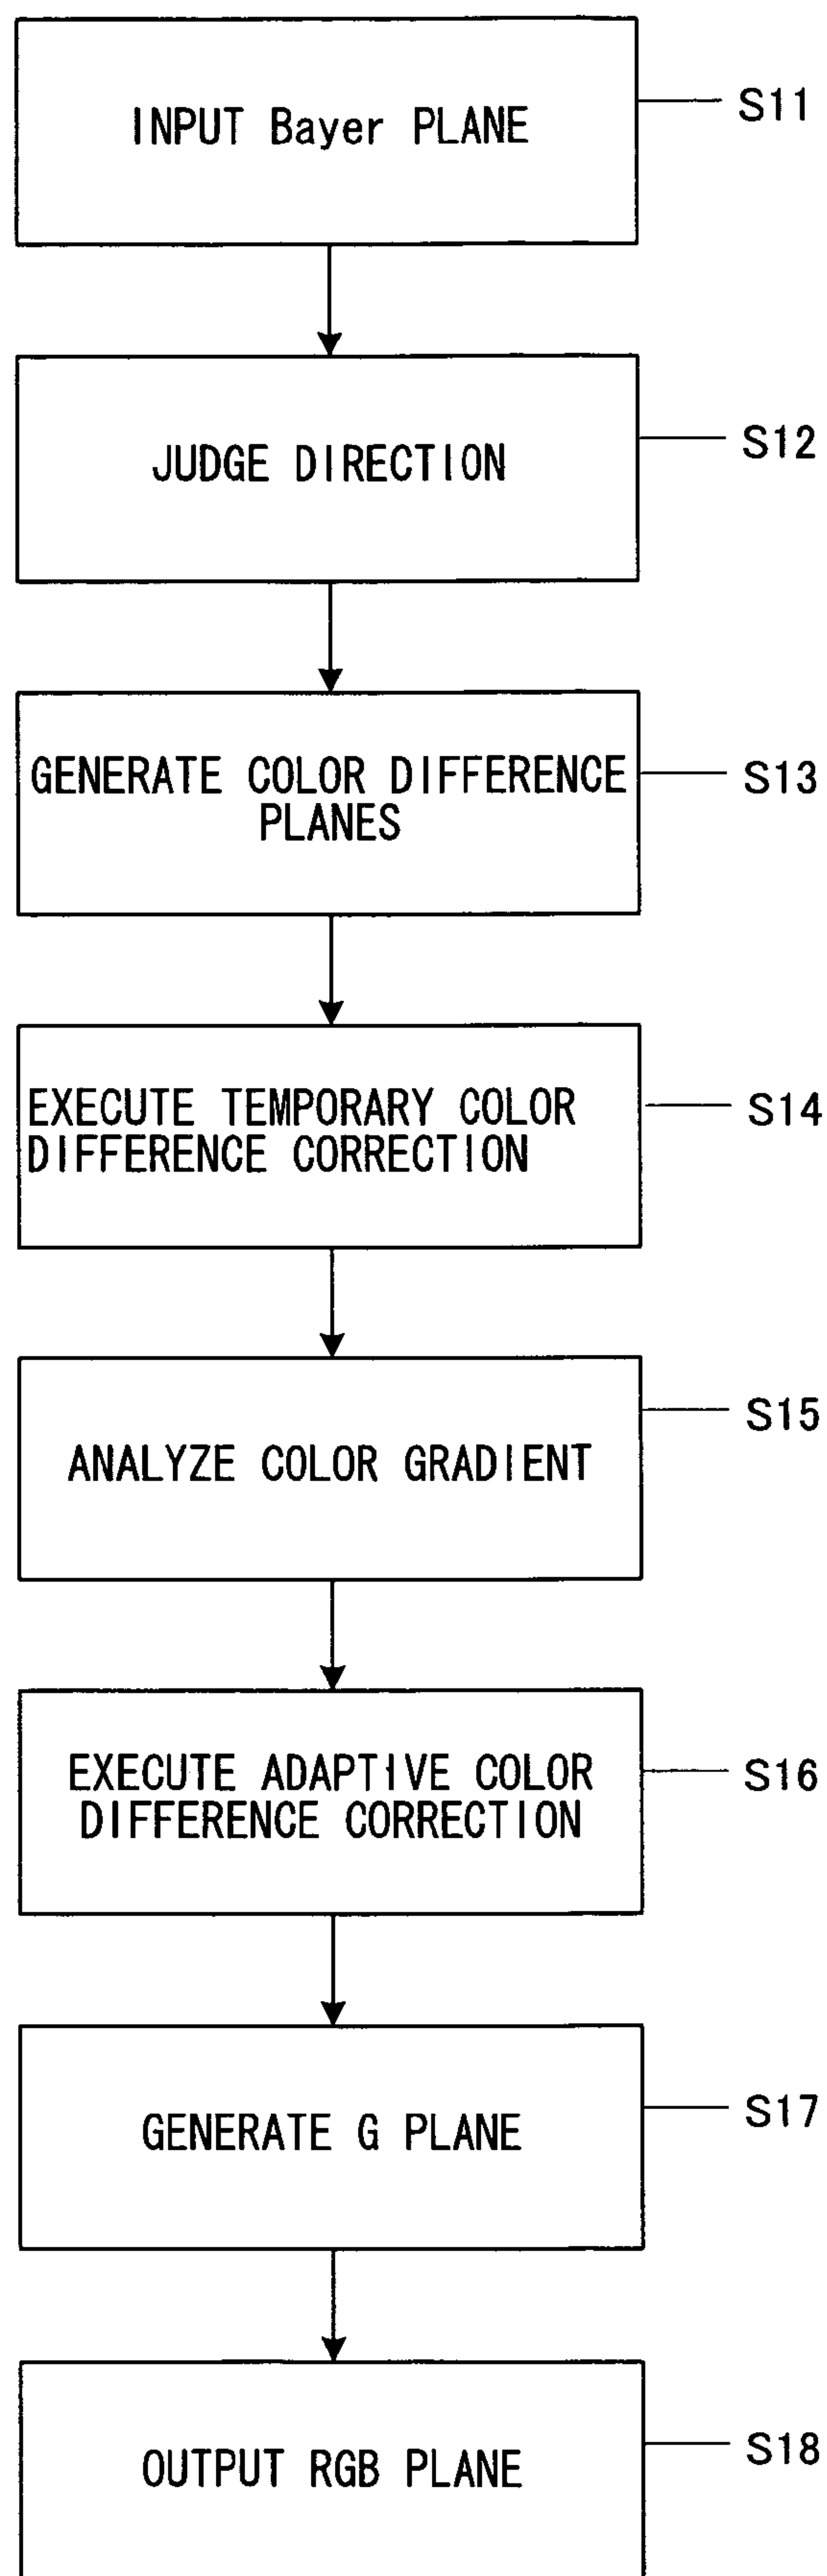 INPUT Bayer PLANE
S11
JUDGE DIRECTION
S12
GENERATE COLOR DIFFERENCE
PLANES
S13
EXECUTE TEMPORARY COLOR
DIFFERENCE CORRECTION
S14
ANALYZE COLOR GRADIENT
S15
EXECUTE ADAPTIVE COLOR
DIFFERENCE CORRECTION
S16
GENERATE G PLANE
S17
OUTPUT RGB PLANE
S18